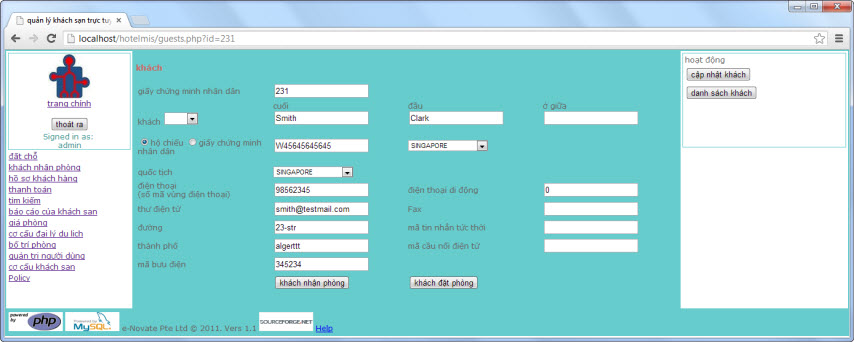 quản lý khách sạn trực tuy
localhost/hotelmis/guests.php?id=231
trang chính
thoát ra
Signed in as:
admin
đặt chỗ
khách nhận phòng
hồ sơ khách hàng
thanh toán
tìm kiếm
báo cáo của khách sạn
giá phòng
cơ cấu đại lý du lịch
bố trí phòng
quản trị người dùng
cơ cấu khách sạn
Policy
khách
giấy chứng minh nhân dân 231
cuối đầu ở giữa
khách Smith Clark
hộ chiếu giấy chứng minh nhân dân W45645645645 SINGAPORE
quốc tịch SINGAPORE
điện thoại
(số mã vùng điện thoại) 98562345 điện thoại di động 0
thư điện tử smith@testmail.com Fax
đường 23-str mã tin nhắn tức thời
thành phố algerttt mã cầu nối điện tử
mã bưu điện 345234
khách nhận phòng khách đặt phòng
hoạt động
cập nhật khách
danh sách khách
powered by php Powered by MySQL e-Novate Pte Ltd © 2011. Vers 1.1 SOURCEFORGE.NET Help